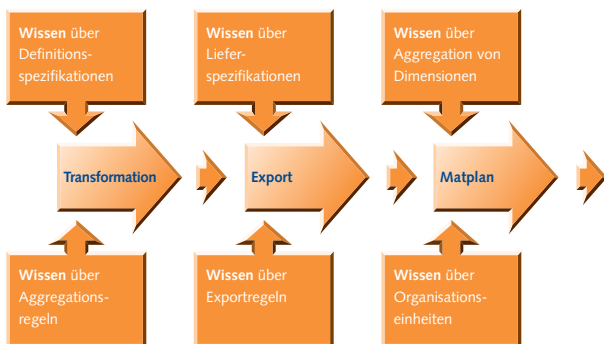 Wissen über
Definitions-
spezifikationen
Wissen über
Liefer-
spezifikationen
Wissen über
Aggregation von
Dimensionen
Transformation
Export
Matplan
Wissen über
Aggregations-
regeln
Wissen über
Exportregeln
Wissen über
Organisations-
einheiten